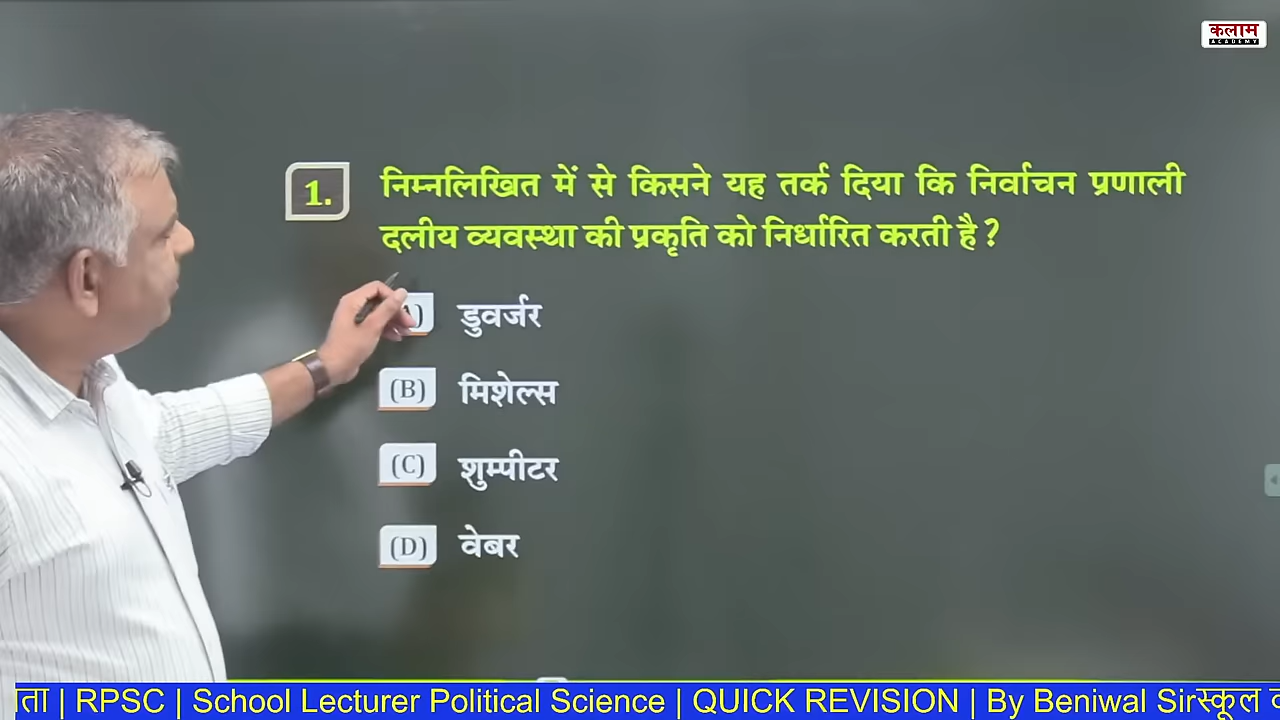 कलाम
ACADEMY
1. निम्नलिखित में से किसने यह तर्क दिया कि निर्वाचन प्रणाली
दलीय व्यवस्था की प्रकृति को निर्धारित करती है ?
डुवर्जर
(B) मिशेल्स
(C) शुम्पीटर
(D) वेबर
| RPSC | School Lecturer Political Science | QUICK REVISION | By Beniwal Sirस्कूल